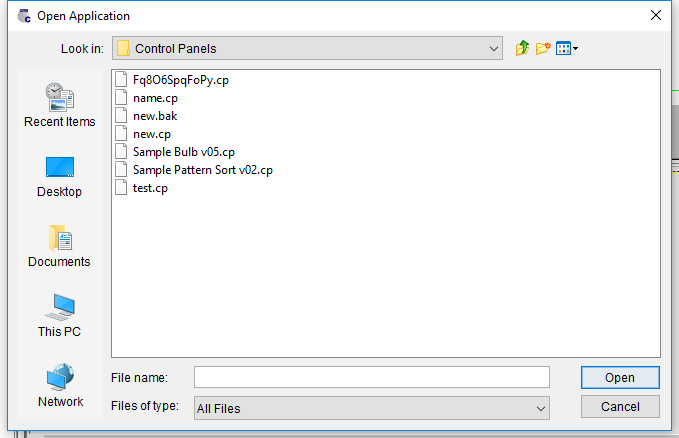 Open Application
Look in: Control Panels
Fq8O6SpqFoPy.cp
name.cp
new.bak
new.cp
Sample Bulb v05.cp
Sample Pattern Sort v02.cp
test.cp
Recent Items
Desktop
Documents
This PC
Network
File name:
Open
Files of type: All Files
Cancel